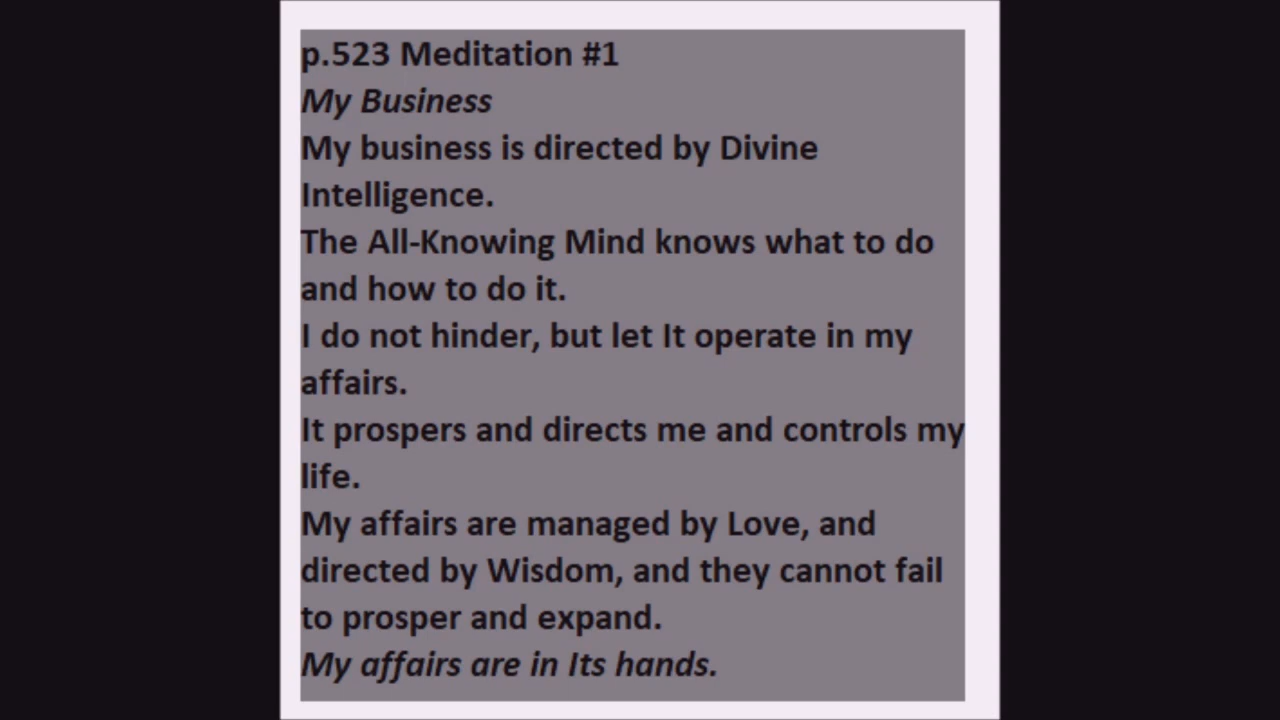 p.523 Meditation #1
My Business
My business is directed by Divine
Intelligence.
The All-Knowing Mind knows what to do
and how to do it.
I do not hinder, but let It operate in my
affairs.
It prospers and directs me and controls my
life.
My affairs are managed by Love, and
directed by Wisdom, and they cannot fail
to prosper and expand.
My affairs are in Its hands.